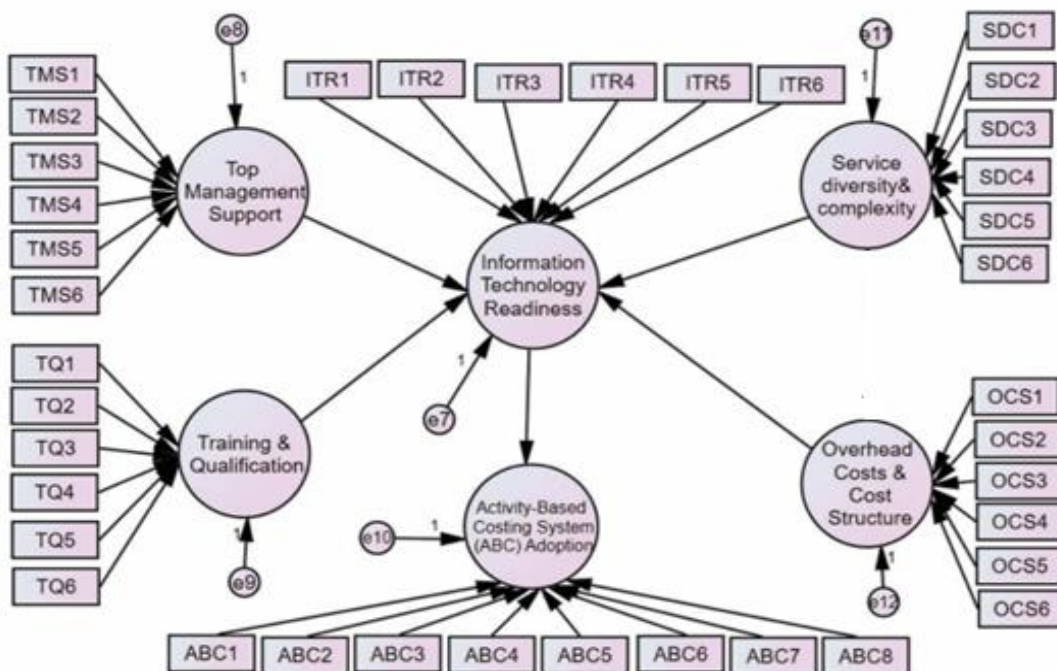 e8
e11
SDC1
TMS1
ITR1
ITR2
ITR3
ITR4
ITR5
ITR6
1
1
SDC2
TMS2
SDC3
TMS3
Top
Management
Support
Service
diversity&
complexity
SDC4
TMS4
SDC5
TMS5
Information
Technology
Readiness
SDC6
TMS6
TQ1
1
e7
TQ2
OCS1
TQ3
Training &
Qualification
Overhead
Costs &
Cost
Structure
OCS2
TQ4
OCS3
Activity-Based
Costing System
(ABC) Adoption
OCS4
TQ5
1
e10
1
1
OCS5
TQ6
e9
e12
OCS6
ABC1
ABC2
ABC3
ABC4
ABC5
ABC6
ABC7
ABC8